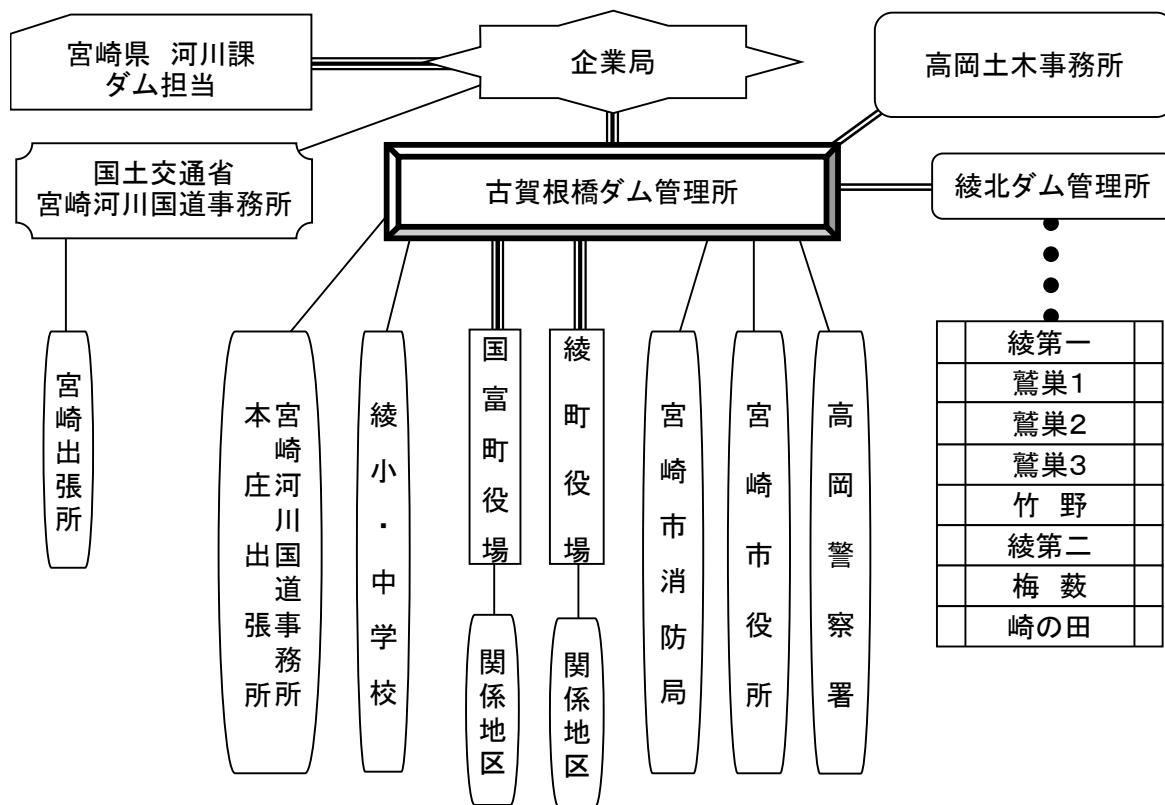 宮崎県 河川課
ダム担当
企業局
高岡土木事務所
国土交通省
宮崎河川国道事務所
古賀根橋ダム管理所
綾北ダム管理所
宮崎出張所
宮崎河川国道事務所
本庄出張所
綾小・中学校
国富町役場
綾町役場
宮崎市消防局
宮崎市役所
高岡警察署
関係地区
関係地区
綾第一
鷲巣1
鷲巣2
鷲巣3
竹 野
綾第二
梅 薮
崎の田